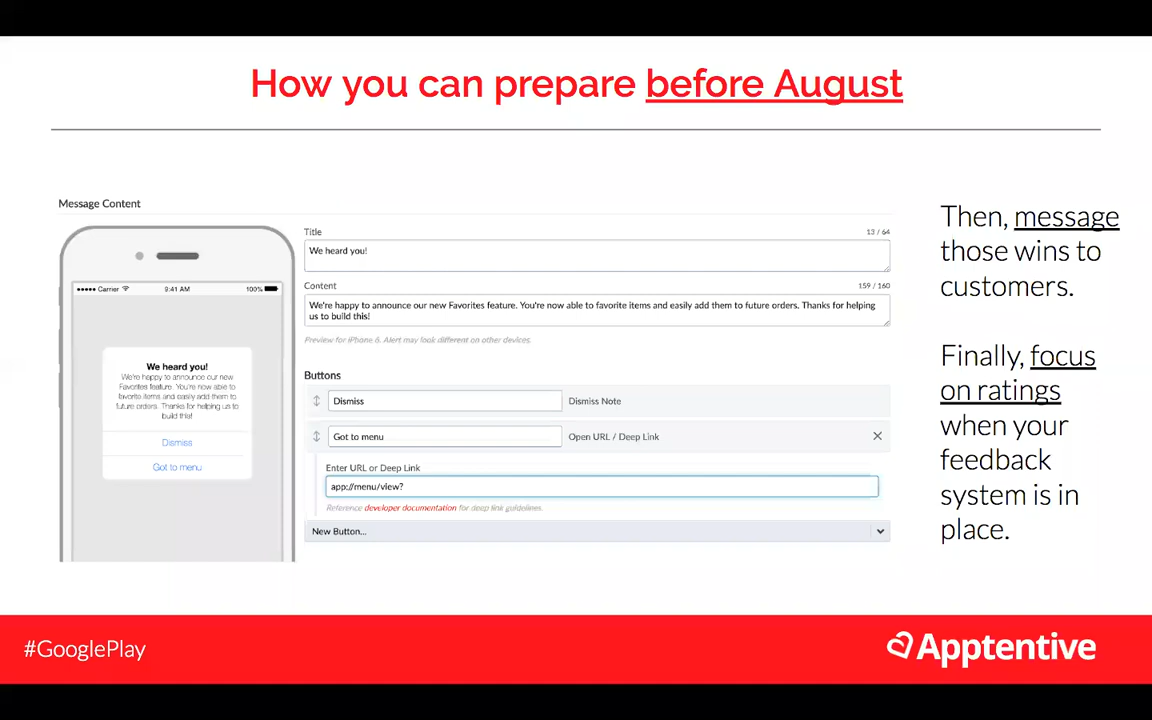 How you can prepare before August
Message Content
Title
13 / 64
We heard you!
Content
159 / 160
We're happy to announce our new Favorites feature. You're now able to favorite items and easily add them to future orders. Thanks for helping
us to build this!
Preview for iPhone 6. Alert may look different on other devices.
Buttons
Dismiss
Dismiss Note
Got to menu
Open URL / Deep Link
Enter URL or Deep Link
app://menu/view?
Reference developer documentation for deep link guidelines.
New Button...
Carrier
9:41 AM
100%
We heard you!
We're happy to announce our new
Favorites feature. You're now able to
favorite items and easily add them to
future orders. Thanks for helping us to
build this!
Dismiss
Got to menu
Then, message
those wins to
customers.
Finally, focus
on ratings
when your
feedback
system is in
place.
#GooglePlay
Apptentive